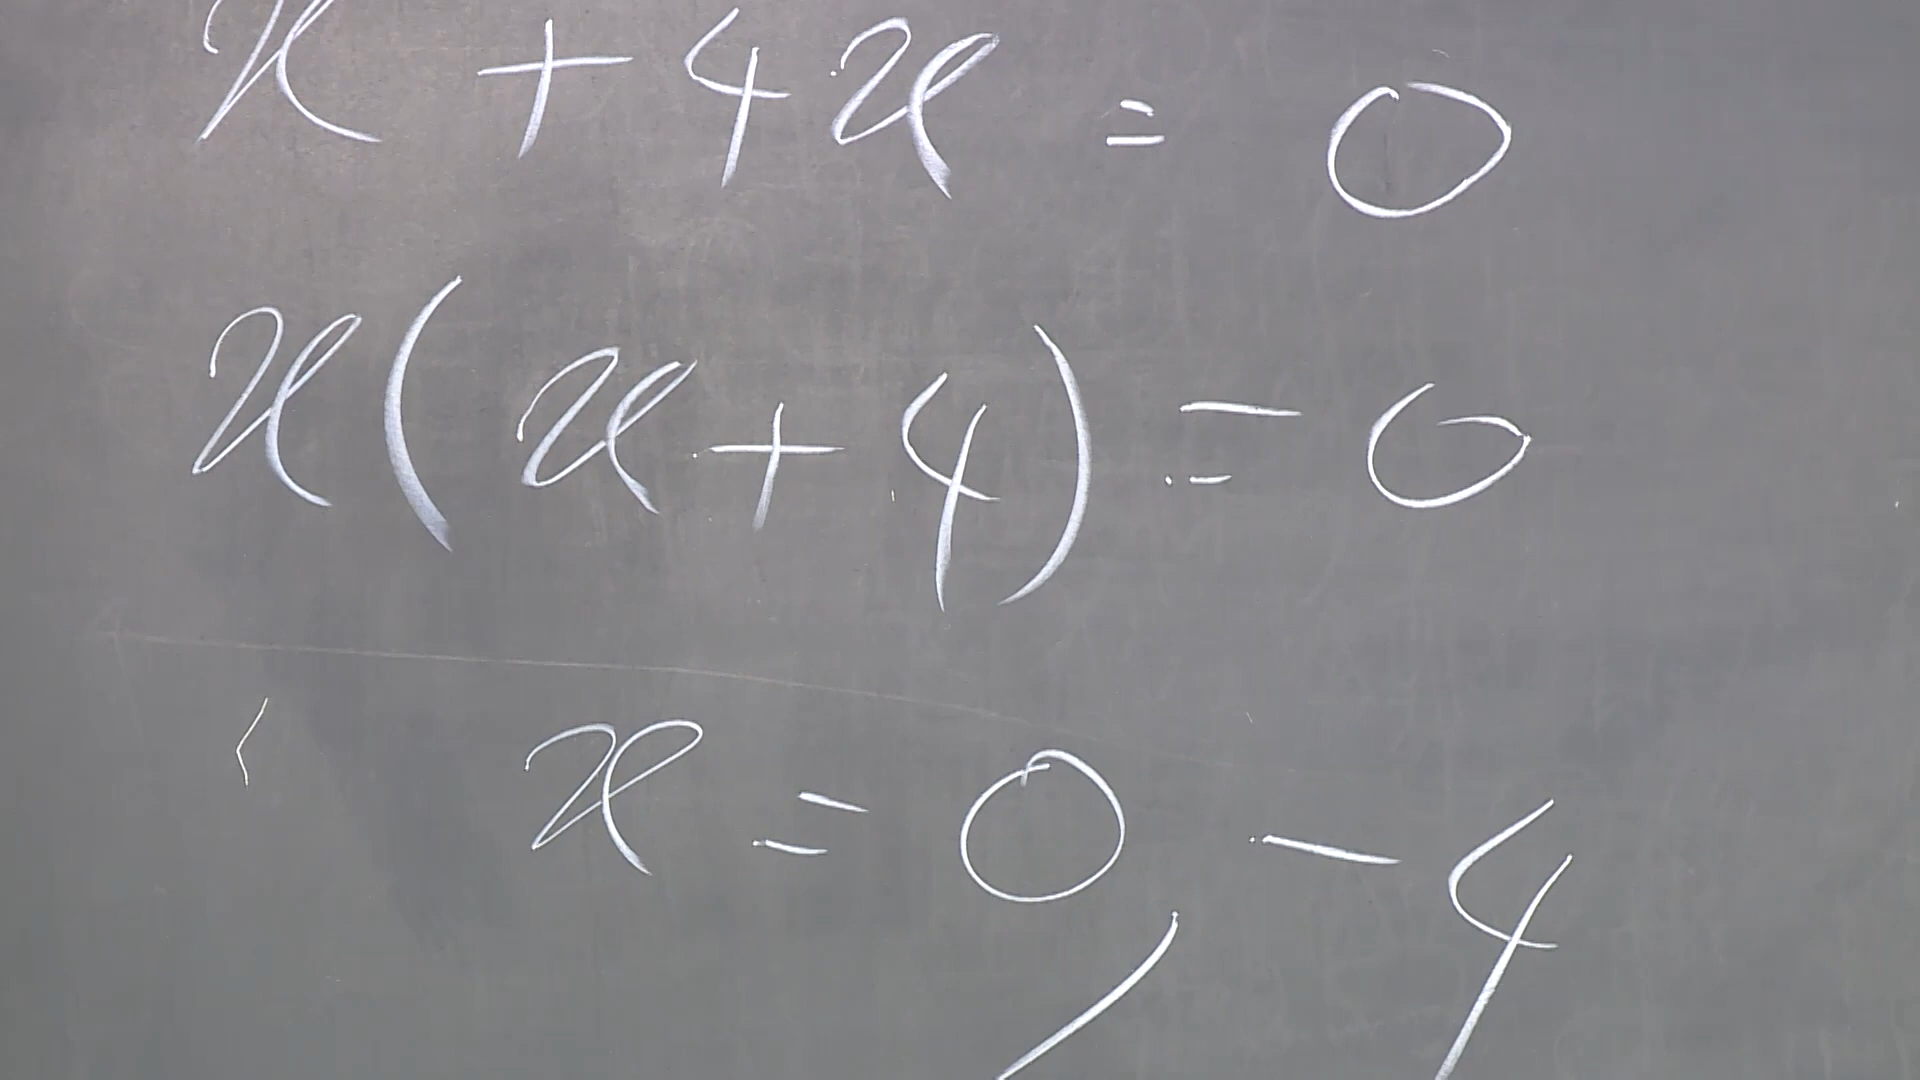 x + 4x = 0
x(x+4) = 0
x = 0, -4